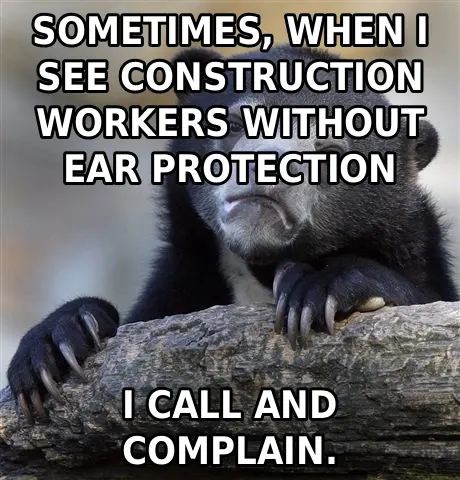 SOMETIMES, WHEN I
SEE CONSTRUCTION
WORKERS WITHOUT
EAR PROTECTION
I CALL AND
COMPLAIN.